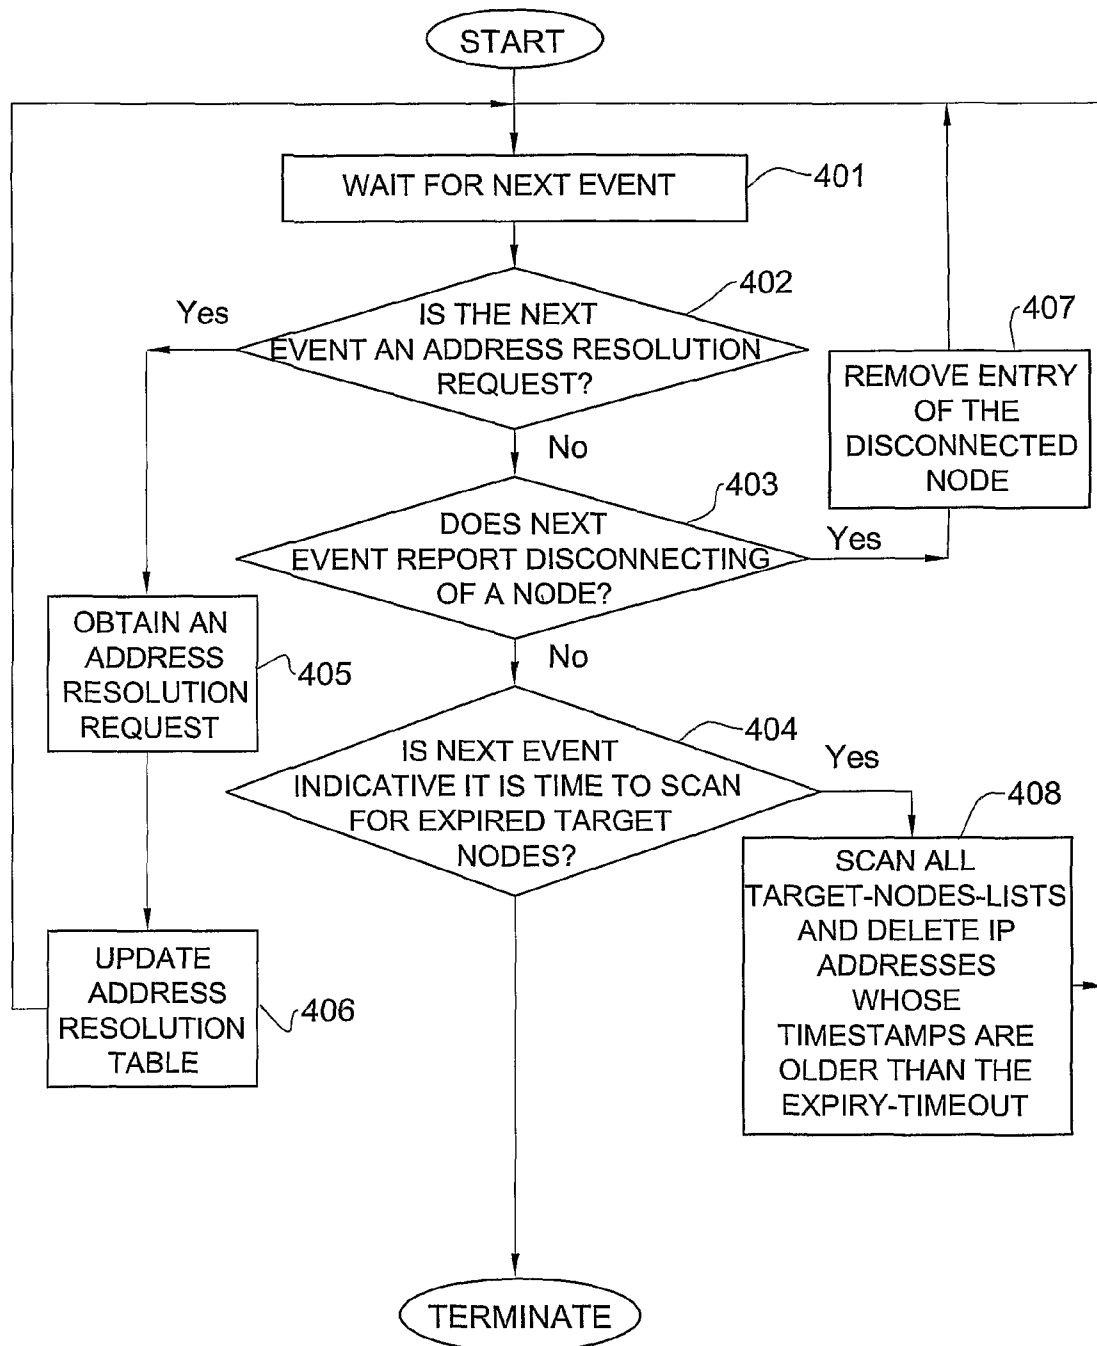 START
WAIT FOR NEXT EVENT
401
402
Yes
IS THE NEXT
EVENT AN ADDRESS RESOLUTION
REQUEST?
No
407
REMOVE ENTRY
OF THE
DISCONNECTED
NODE
403
DOES NEXT
EVENT REPORT DISCONNECTING
OF A NODE?
Yes
No
OBTAIN AN
ADDRESS
RESOLUTION
REQUEST
405
404
IS NEXT EVENT
INDICATIVE IT IS TIME TO SCAN
FOR EXPIRED TARGET
NODES?
Yes
408
SCAN ALL
TARGET-NODES-LISTS
AND DELETE IP
ADDRESSES
WHOSE
TIMESTAMPS ARE
OLDER THAN THE
EXPIRY-TIMEOUT
UPDATE
ADDRESS
RESOLUTION
TABLE
406
TERMINATE